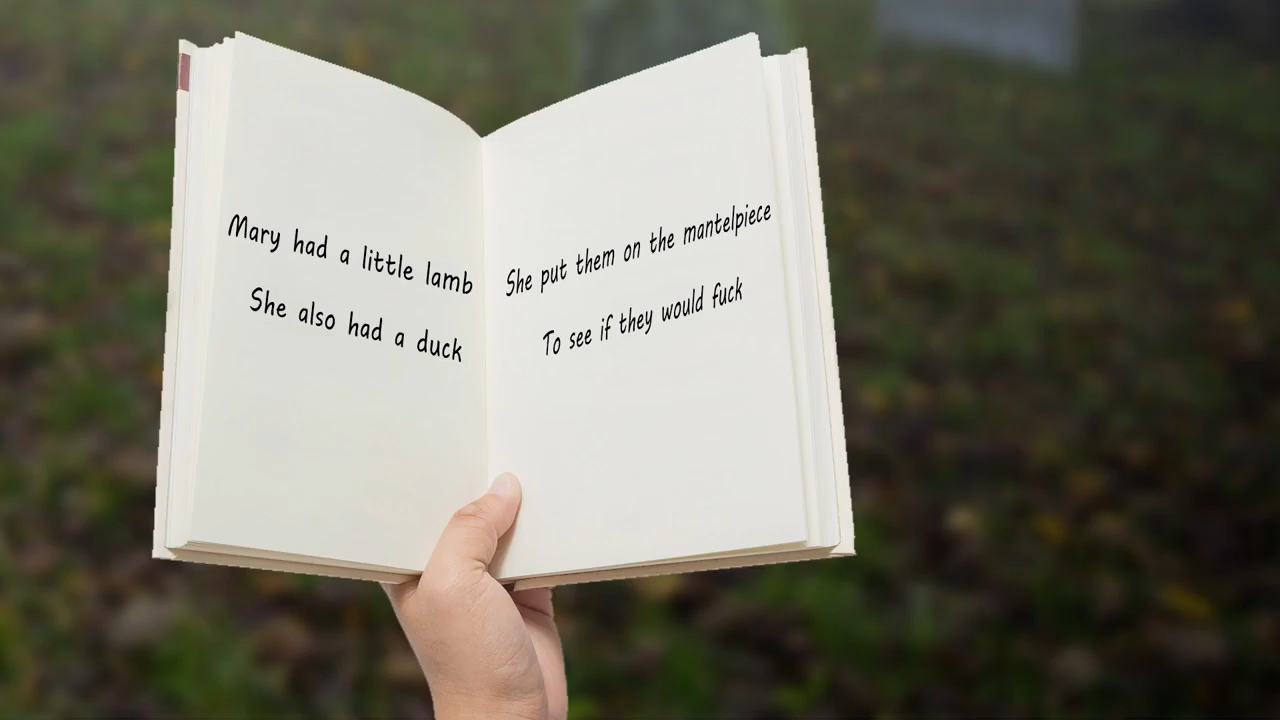 Mary had a little lamb
She also had a duck
She put them on the mantelpiece
To see if they would fuck